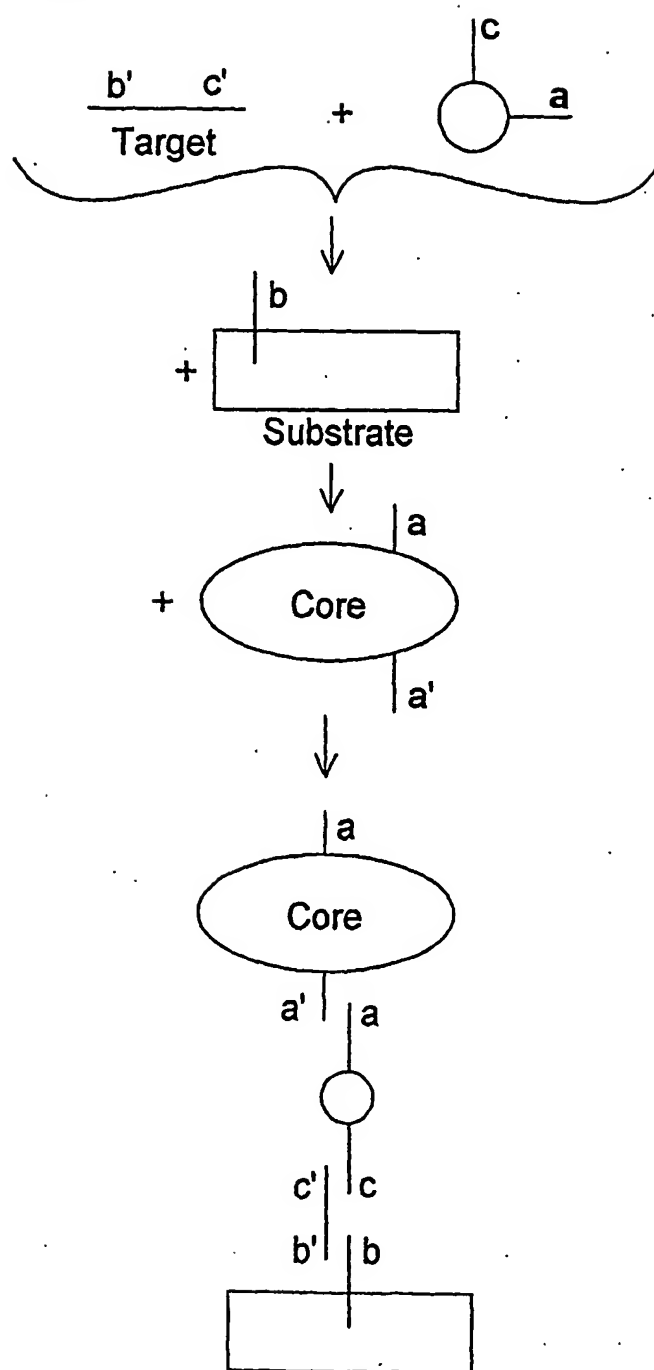 c
b' c' + a
Target
b
+
Substrate
a
+ Core
a'
a
Core
a' a
c' c
b' b